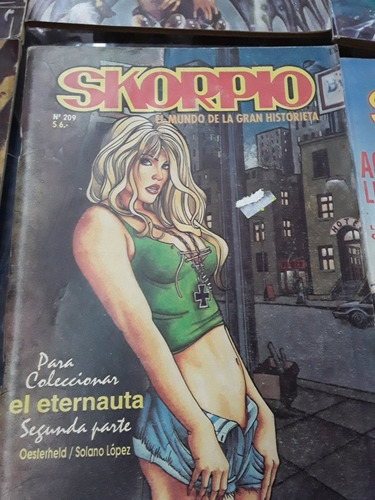 SKORPIO
EL MUNDO DE LA GRAN HISTORIETA
Nº 209
$ 6.-
Para
Coleccionar
el eternauta
Segunda parte
Oesterheld / Solano López